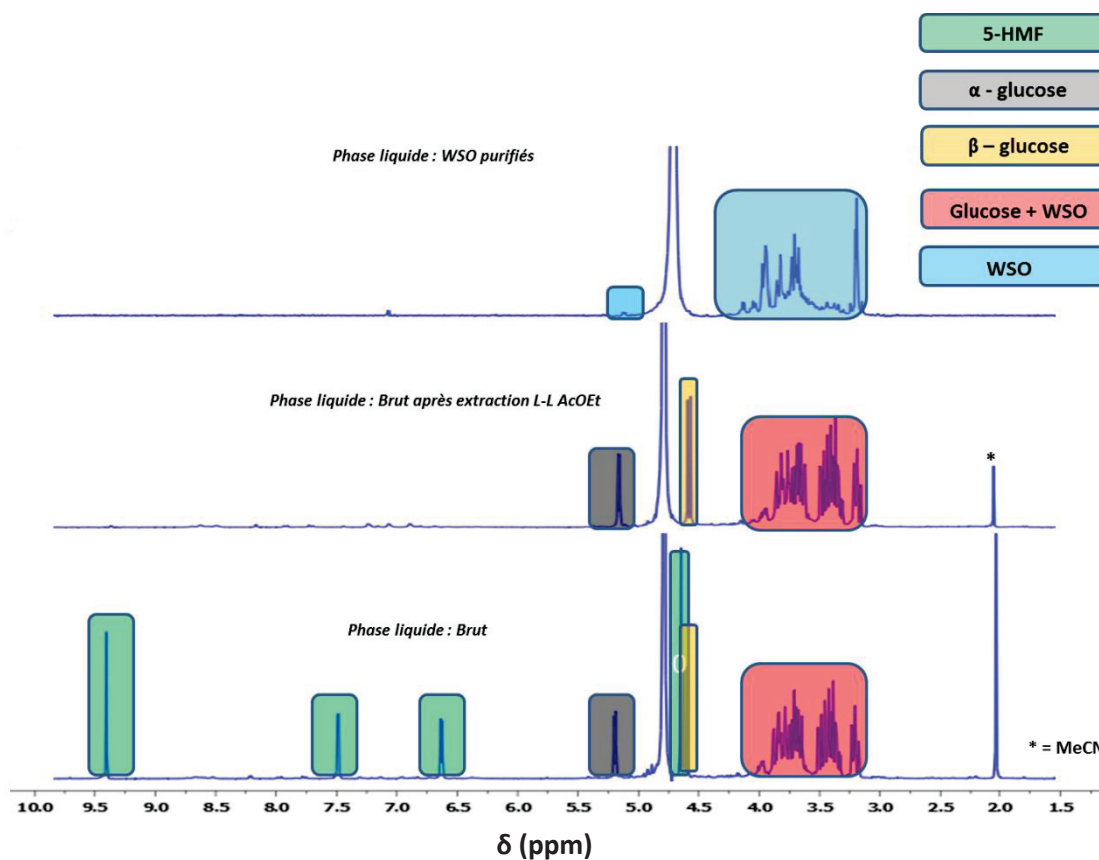 5-HMF
α - glucose
β – glucose
Glucose + WSO
WSO
Phase liquide : WSO purifiés
Phase liquide : Brut après extraction L-L AcOEt
*
Phase liquide : Brut
0
* = MeCN
10.0 9.5 9.0 8.5 8.0 7.5 7.0 6.5 6.0 5.5 5.0 4.5 4.0 3.5 3.0 2.5 2.0 1.5
δ (ppm)